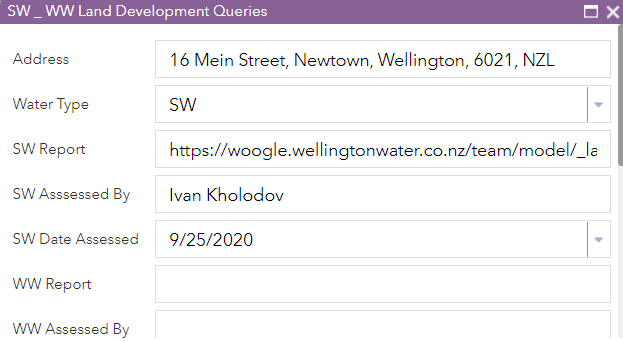 SW _ WW Land Development Queries
Address 16 Mein Street, Newtown, Wellington, 6021, NZL
Water Type SW
SW Report https://woogle.wellingtonwater.co.nz/team/model/_la
SW Asssessed By Ivan Kholodov
SW Date Assessed 9/25/2020
WW Report
WW Assessed By